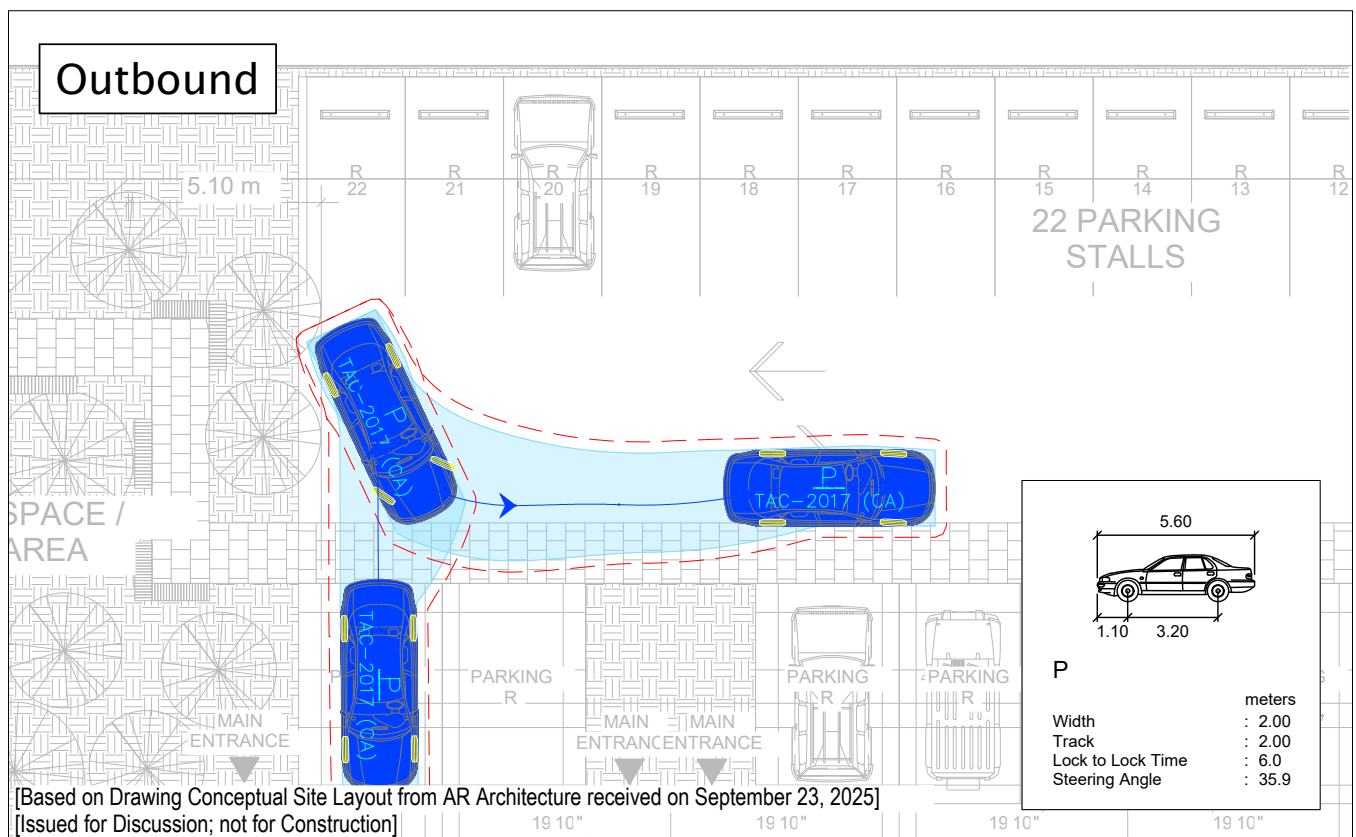 Outbound
5.10 m
R
22
R
21
R
20
R
19
R
18
R
17
R
16
R
15
R
14
R
13
12
22 PARKING
STALLS
TAC-2017 (CA)
P
P
TAC-2017 (CA)
SPACE /
AREA
TAC-2017 (CA)
P
P
PARKING
R
PARKING
R
PARKING
R
MAIN
ENTRANCE
MAIN
ENTRANCE
MAIN
ENTRANCE
5.60
1.10
3.20
P
meters
Width : 2.00
Track : 2.00
Lock to Lock Time : 6.0
Steering Angle : 35.9
[Based on Drawing Conceptual Site Layout from AR Architecture received on September 23, 2025]
[Issued for Discussion; not for Construction]
19 10"
19 10"
19 10"
19 10"